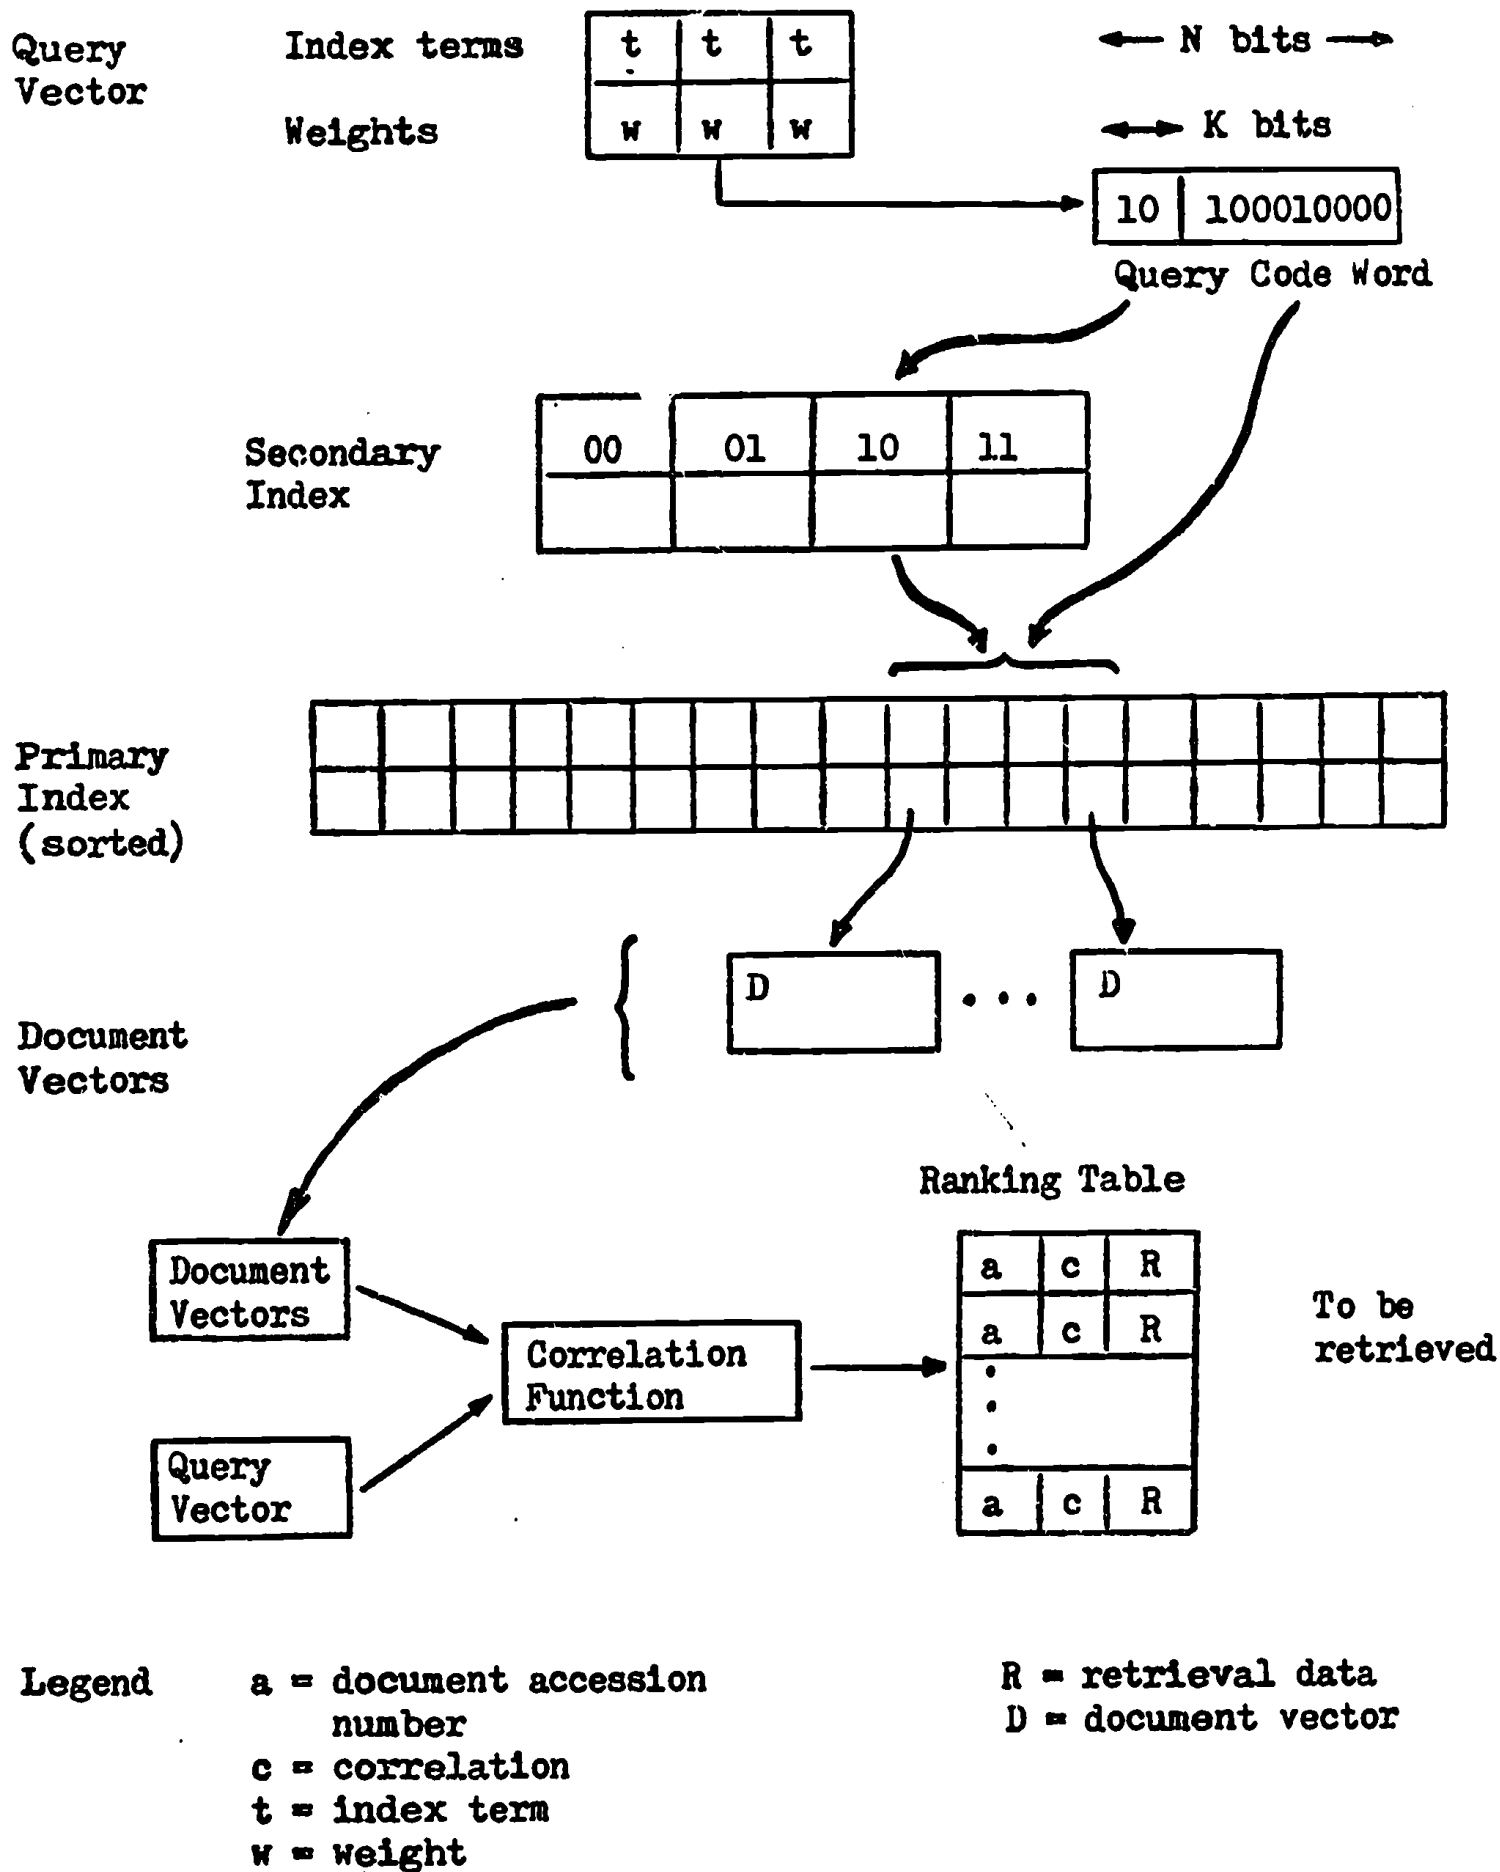 Query Vector
Index terms
t t t
Weights
w w w
N bits
K bits
10 100010000
Query Code Word
Secondary Index
00 01 10 11
Primary Index (sorted)
D ... D
Document Vectors
Ranking Table
a c R
a c R
a c R
To be retrieved
Document Vectors
Correlation Function
Query Vector
Legend
a = document accession number
c = correlation
t = index term
w = weight
R = retrieval data
D = document vector